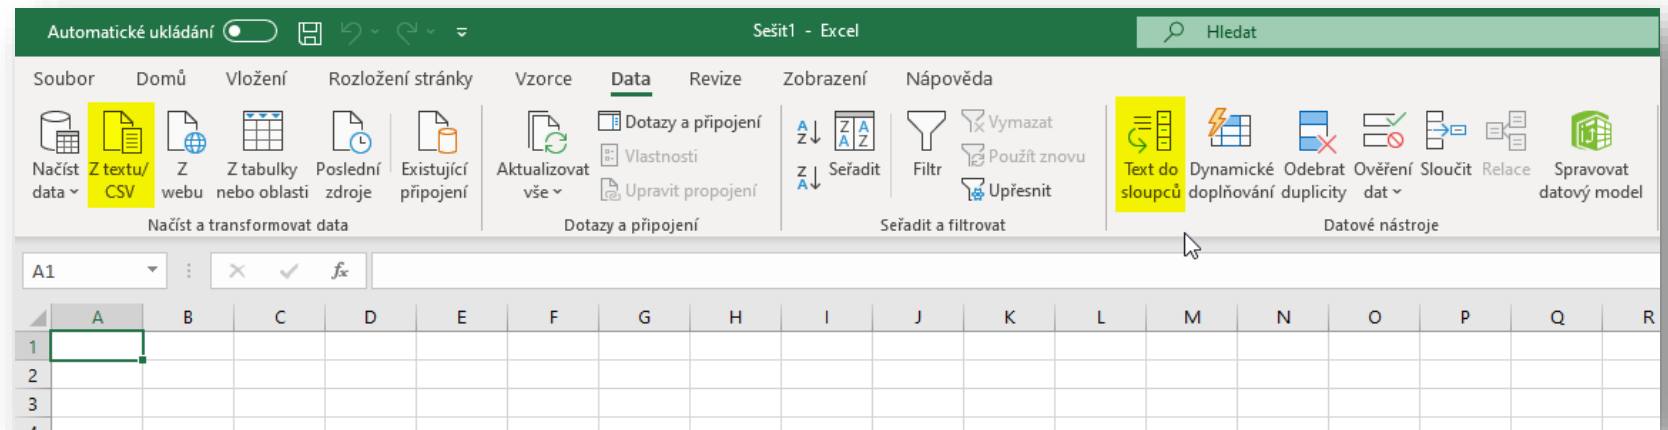 Automatické ukládání
Sešit1 - Excel
Hledat
Soubor Domů Vložení Rozložení stránky Vzorce Data Revize Zobrazení Nápověda
Načíst data
Z textu/CSV
Z webu
Z tabulky nebo oblasti
Poslední zdroje
Existující připojení
Načíst a transformovat data
Aktualizovat vše
Dotazy a připojení
Vlastnosti
Upravit propojení
Dotazy a připojení
Seřadit
Filtr
Vymazat
Použít znovu
Upřesnit
Seřadit a filtrovat
Text do sloupců
Dynamické doplňování
Odebrat duplicity
Ověření dat
Sloučit
Relace
Spravovat datový model
Datové nástroje
A1
fx
A B C D E F G H I J K L M N O P Q R
1
2
3